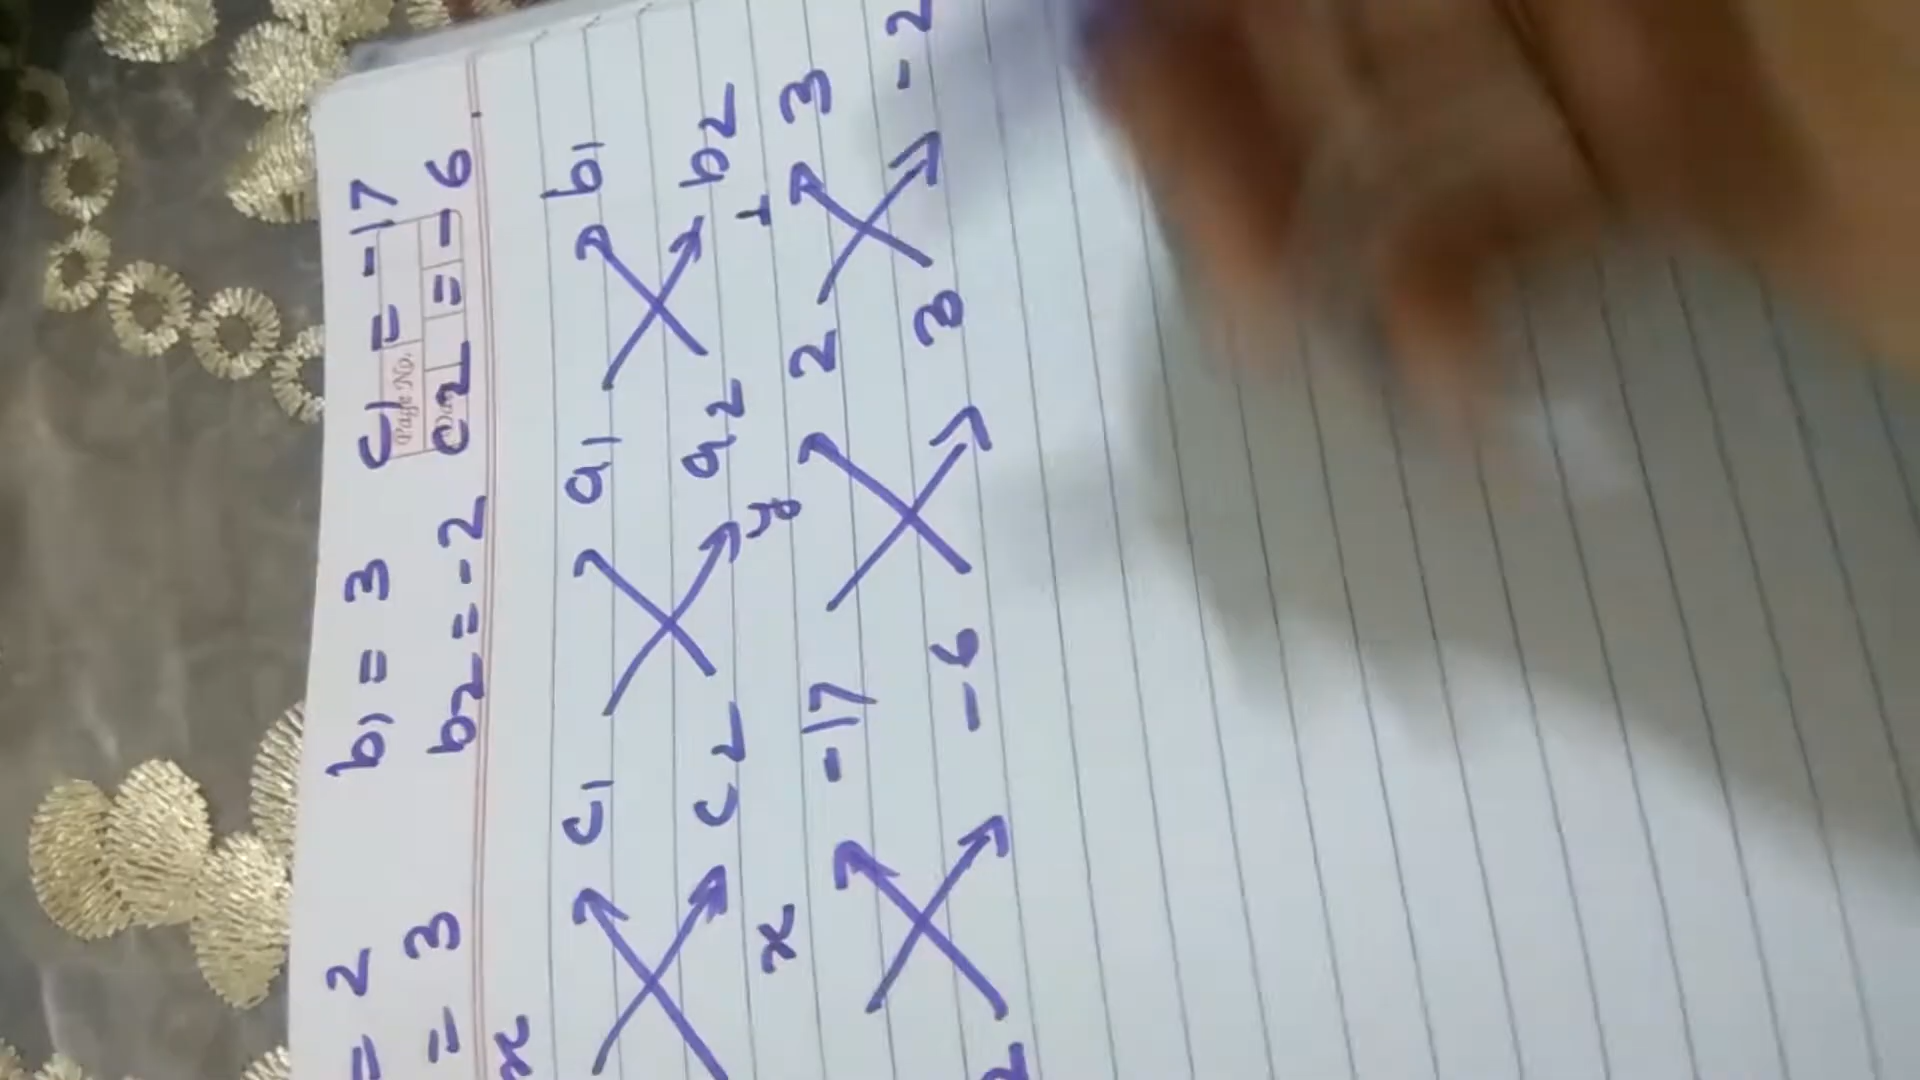 = 2 b1 = 3 c1 = -17
= 3 b2 = -2 c2 = -6
Page No.
x
c1 a1 b1
c2 a2 b2
x y 1
-17 2 3
2 -6 3 -2